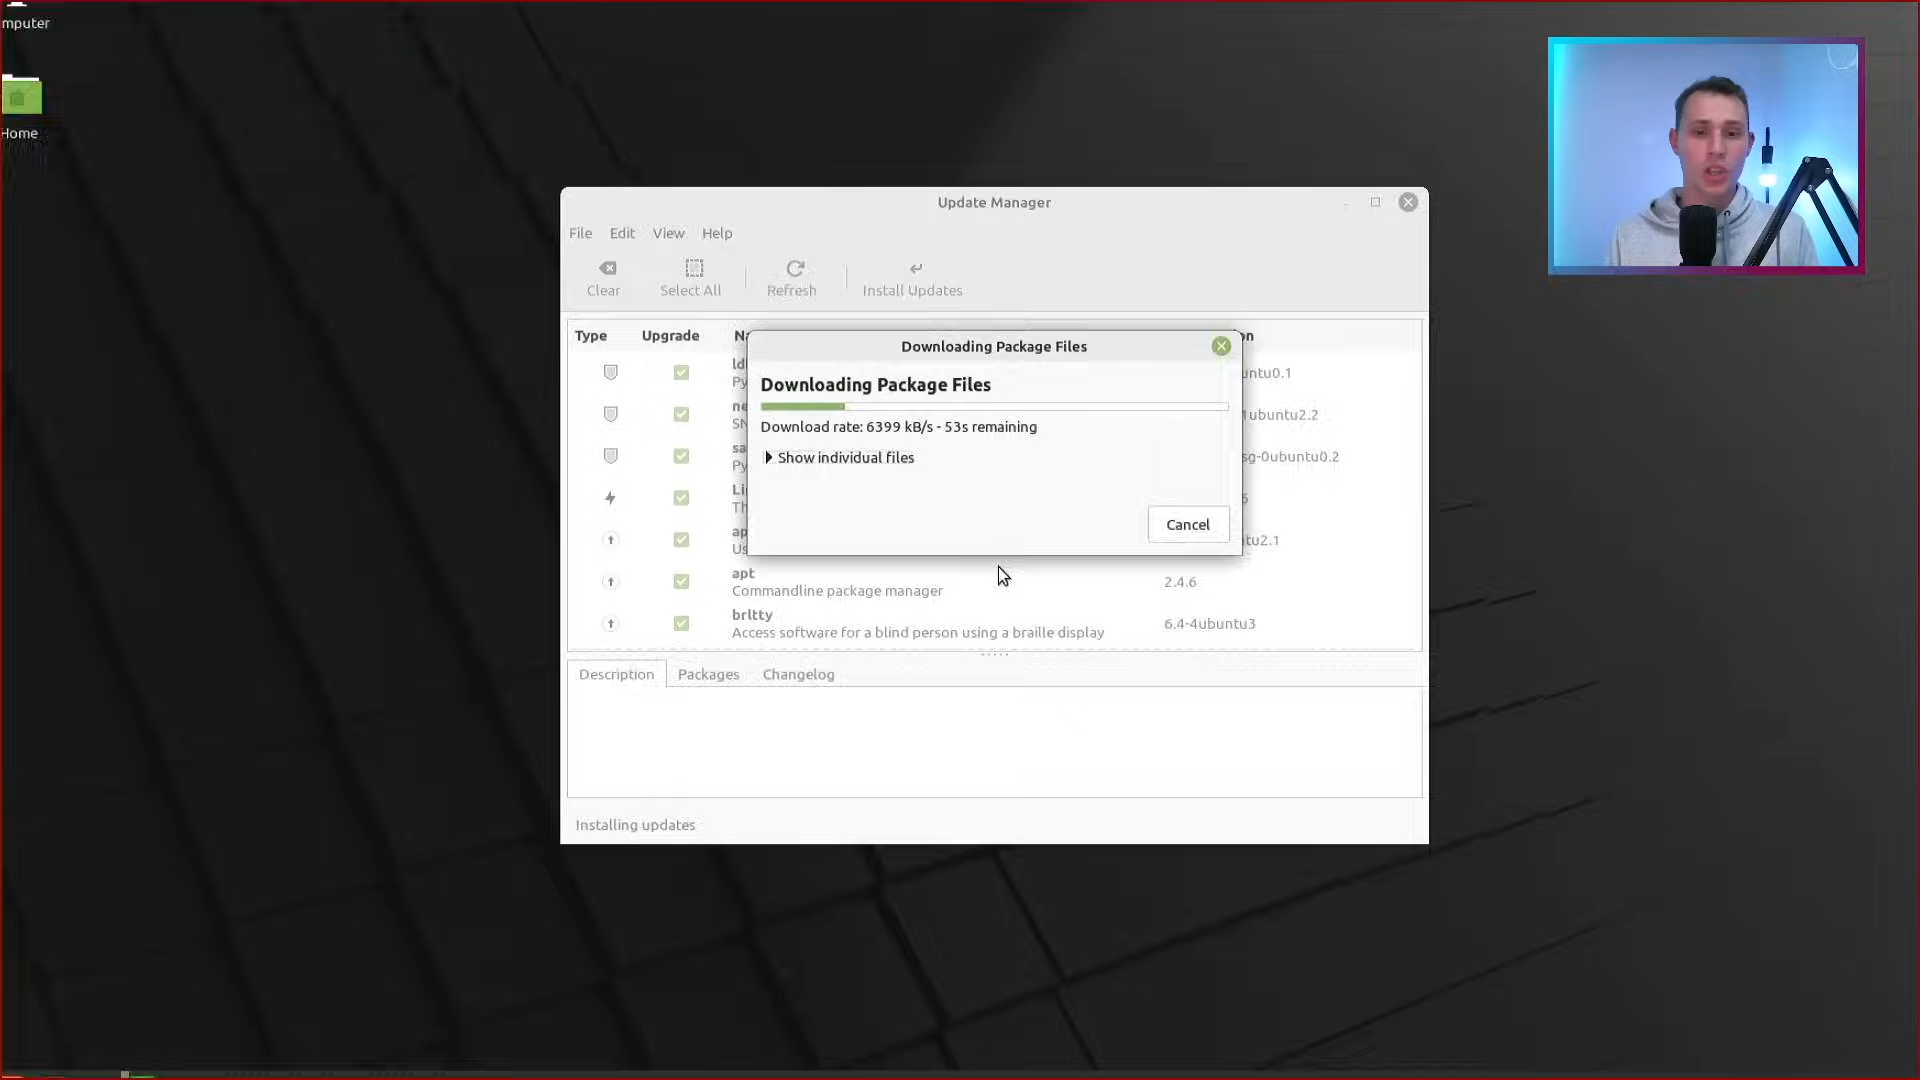 mputer
Home
Update Manager
File Edit View Help
Clear Select All Refresh Install Updates
Type Upgrade
Downloading Package Files
Downloading Package Files
Download rate: 6399 kB/s - 53s remaining
Show individual files
Cancel
untu0.1
1ubuntu2.2
sg-0ubuntu0.2
tu2.1
apt
Commandline package manager
2.4.6
brltty
Access software for a blind person using a braille display
6.4-4ubuntu3
Description Packages Changelog
Installing updates